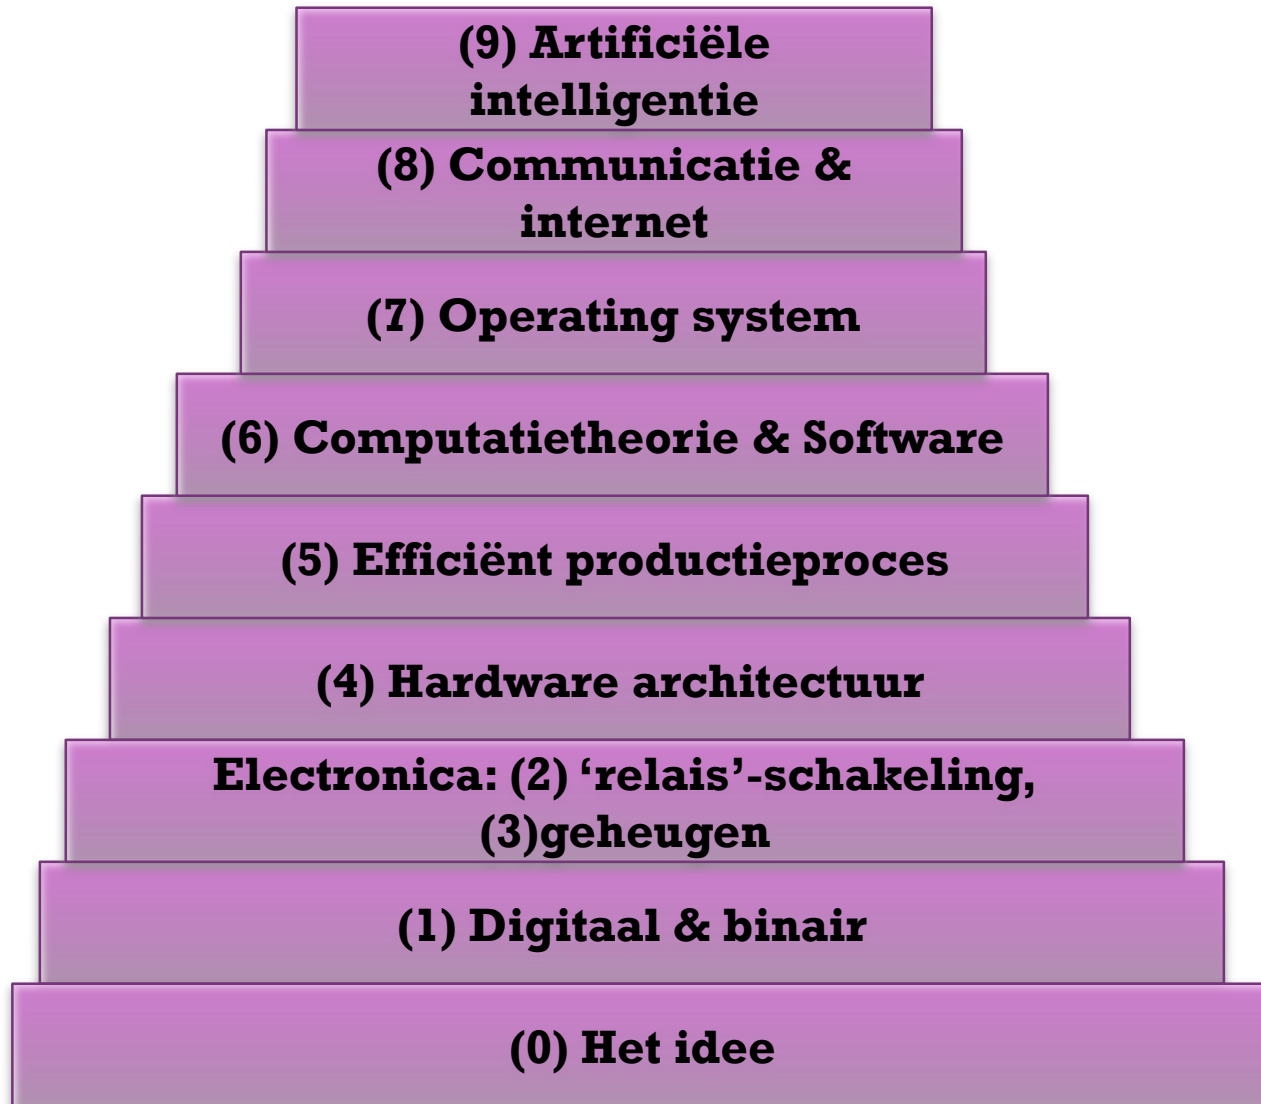 (9) Artificiële
intelligentie
(8) Communicatie &
internet
(7) Operating system
(6) Computatietheorie & Software
(5) Efficiënt productieproces
(4) Hardware architectuur
Electronica: (2) ‘relais’-schakeling,
(3)geheugen
(1) Digitaal & binair
(0) Het idee